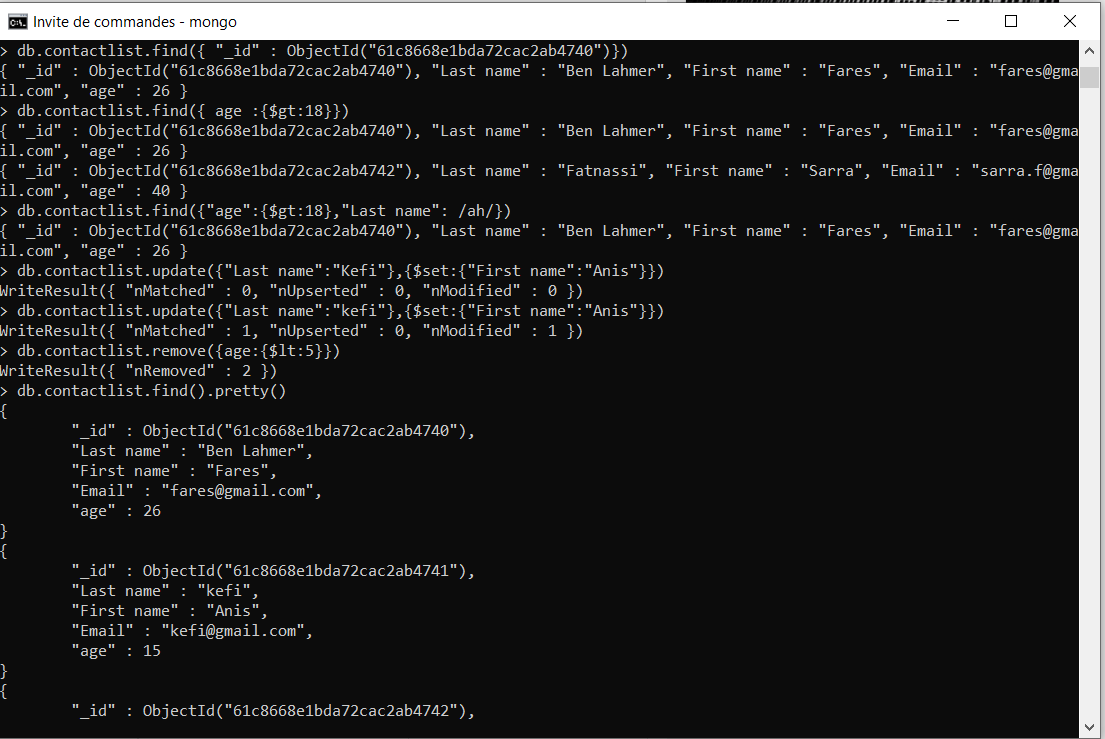 Invite de commandes - mongo
> db.contactlist.find({ "_id" : ObjectId("61c8668e1bda72cac2ab4740")})
{ "_id" : ObjectId("61c8668e1bda72cac2ab4740"), "Last name" : "Ben Lahmer", "First name" : "Fares", "Email" : "fares@gma
il.com", "age" : 26 }
> db.contactlist.find({ age :{$gt:18}})
{ "_id" : ObjectId("61c8668e1bda72cac2ab4740"), "Last name" : "Ben Lahmer", "First name" : "Fares", "Email" : "fares@gma
il.com", "age" : 26 }
{ "_id" : ObjectId("61c8668e1bda72cac2ab4742"), "Last name" : "Fatnassi", "First name" : "Sarra", "Email" : "sarra.f@gma
il.com", "age" : 40 }
> db.contactlist.find({"age":{$gt:18},"Last name": /ah/})
{ "_id" : ObjectId("61c8668e1bda72cac2ab4740"), "Last name" : "Ben Lahmer", "First name" : "Fares", "Email" : "fares@gma
il.com", "age" : 26 }
> db.contactlist.update({"Last name":"Kefi"},{$set:{"First name":"Anis"}})
WriteResult({ "nMatched" : 0, "nUpserted" : 0, "nModified" : 0 })
> db.contactlist.update({"Last name":"kefi"},{$set:{"First name":"Anis"}})
WriteResult({ "nMatched" : 1, "nUpserted" : 0, "nModified" : 1 })
> db.contactlist.remove({age:{$lt:5}})
WriteResult({ "nRemoved" : 2 })
> db.contactlist.find().pretty()
{
"_id" : ObjectId("61c8668e1bda72cac2ab4740"),
"Last name" : "Ben Lahmer",
"First name" : "Fares",
"Email" : "fares@gmail.com",
"age" : 26
}
{
"_id" : ObjectId("61c8668e1bda72cac2ab4741"),
"Last name" : "kefi",
"First name" : "Anis",
"Email" : "kefi@gmail.com",
"age" : 15
}
{
"_id" : ObjectId("61c8668e1bda72cac2ab4742"),